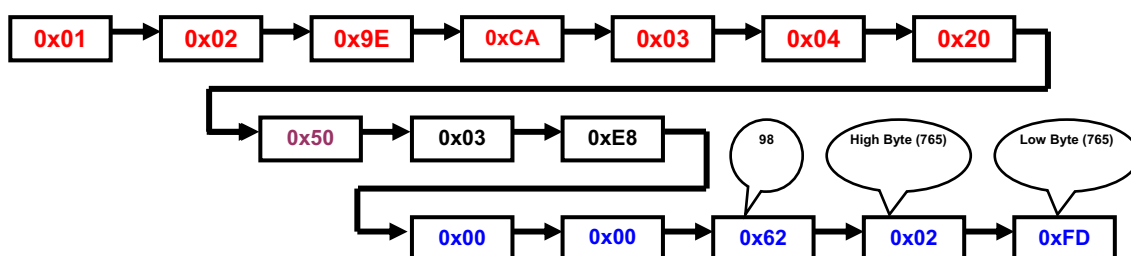 0x01 0x02 0x9E 0xCA 0x03 0x04 0x20
0x50 0x03 0xE8
98 High Byte (765) Low Byte (765)
0x00 0x00 0x62 0x02 0xFD